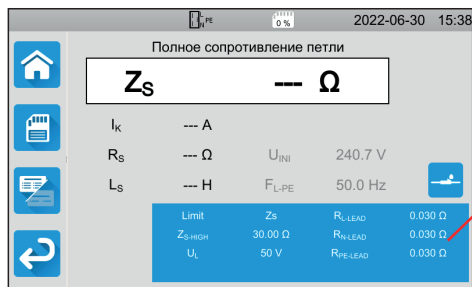 L N PE 0 % 2022-06-30 15:38
Полное сопротивление петли
Zs --- Ω
IK --- A
RS --- Ω UINI 240.7 V
LS --- H FL-PE 50.0 Hz
Limit Zs RL-LEAD 0.030 Ω
ZS-HIGH 30.00 Ω RN-LEAD 0.030 Ω
UL 50 V RPE-LEAD 0.030 Ω